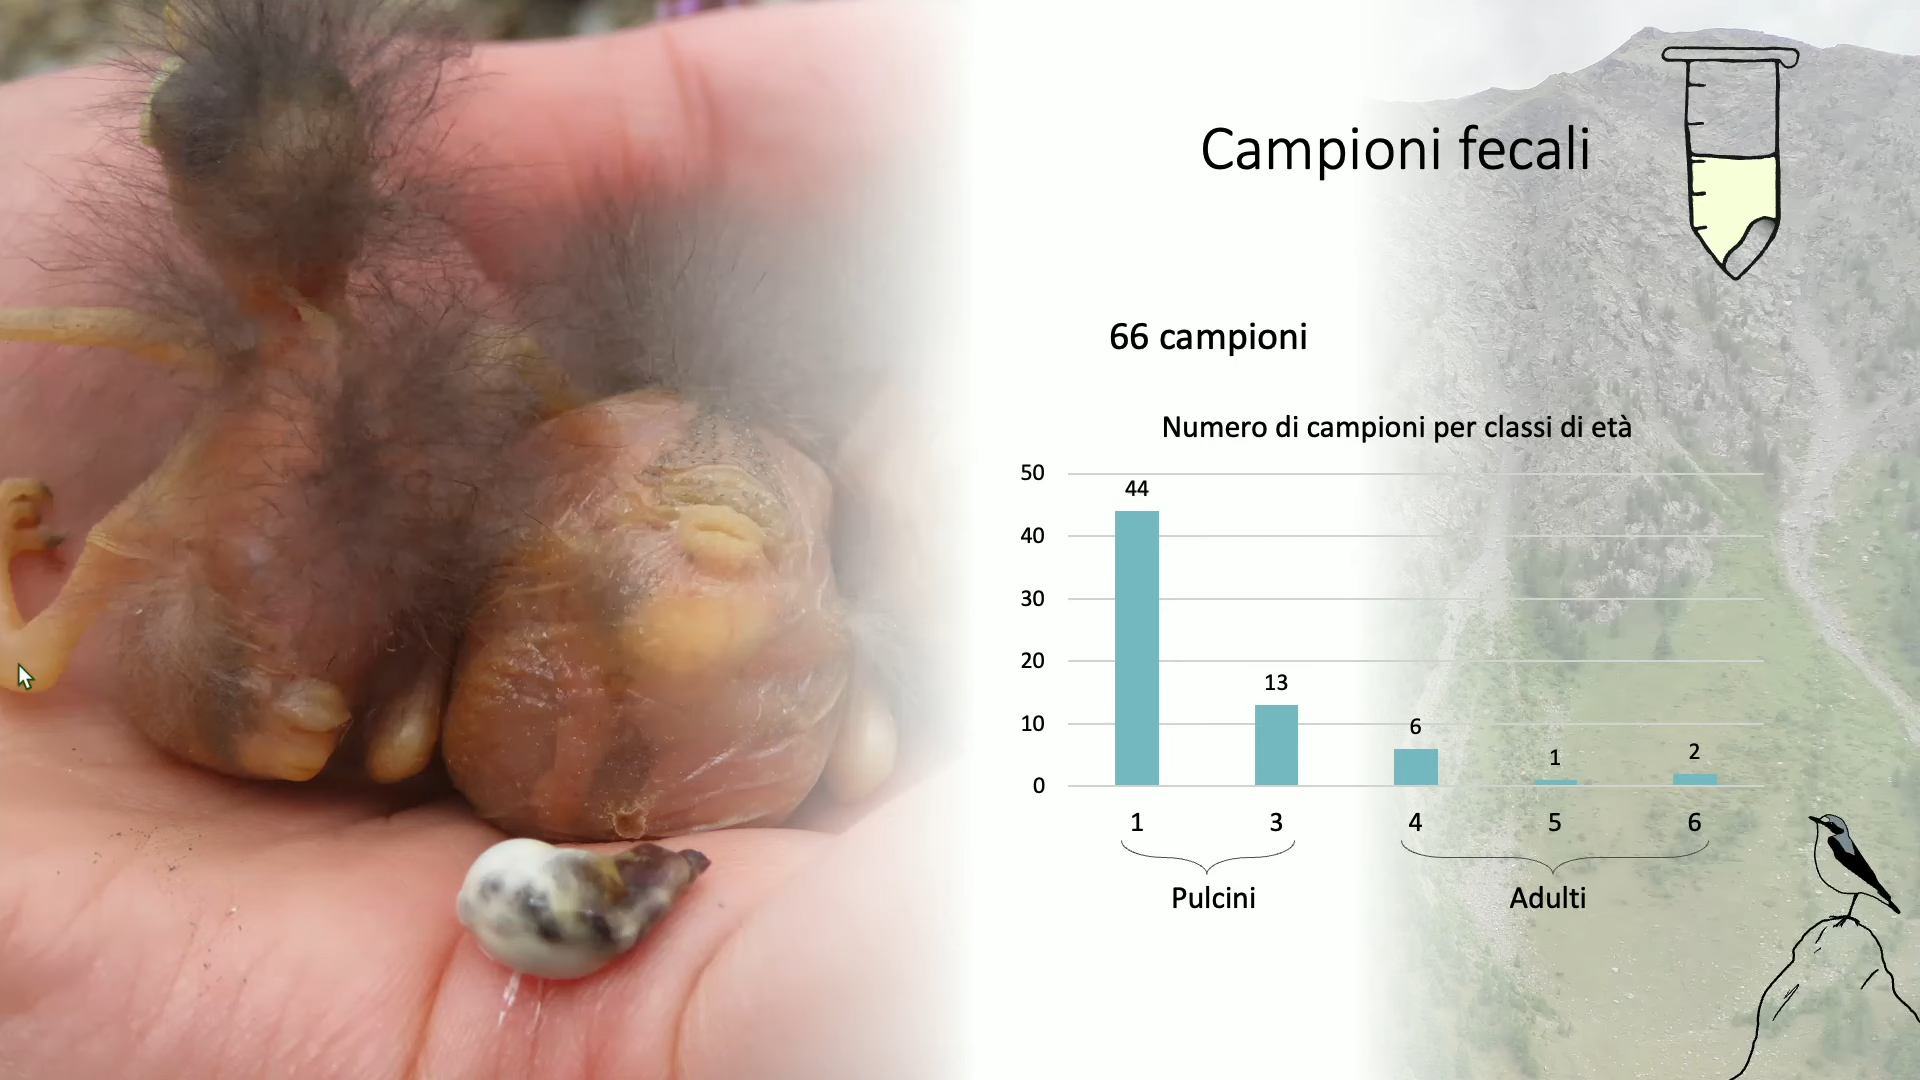 Campioni fecali
66 campioni
Numero di campioni per classi di età
50
40
30
20
10
0
44
13
6
1
2
1 3 4 5 6
Pulcini Adulti